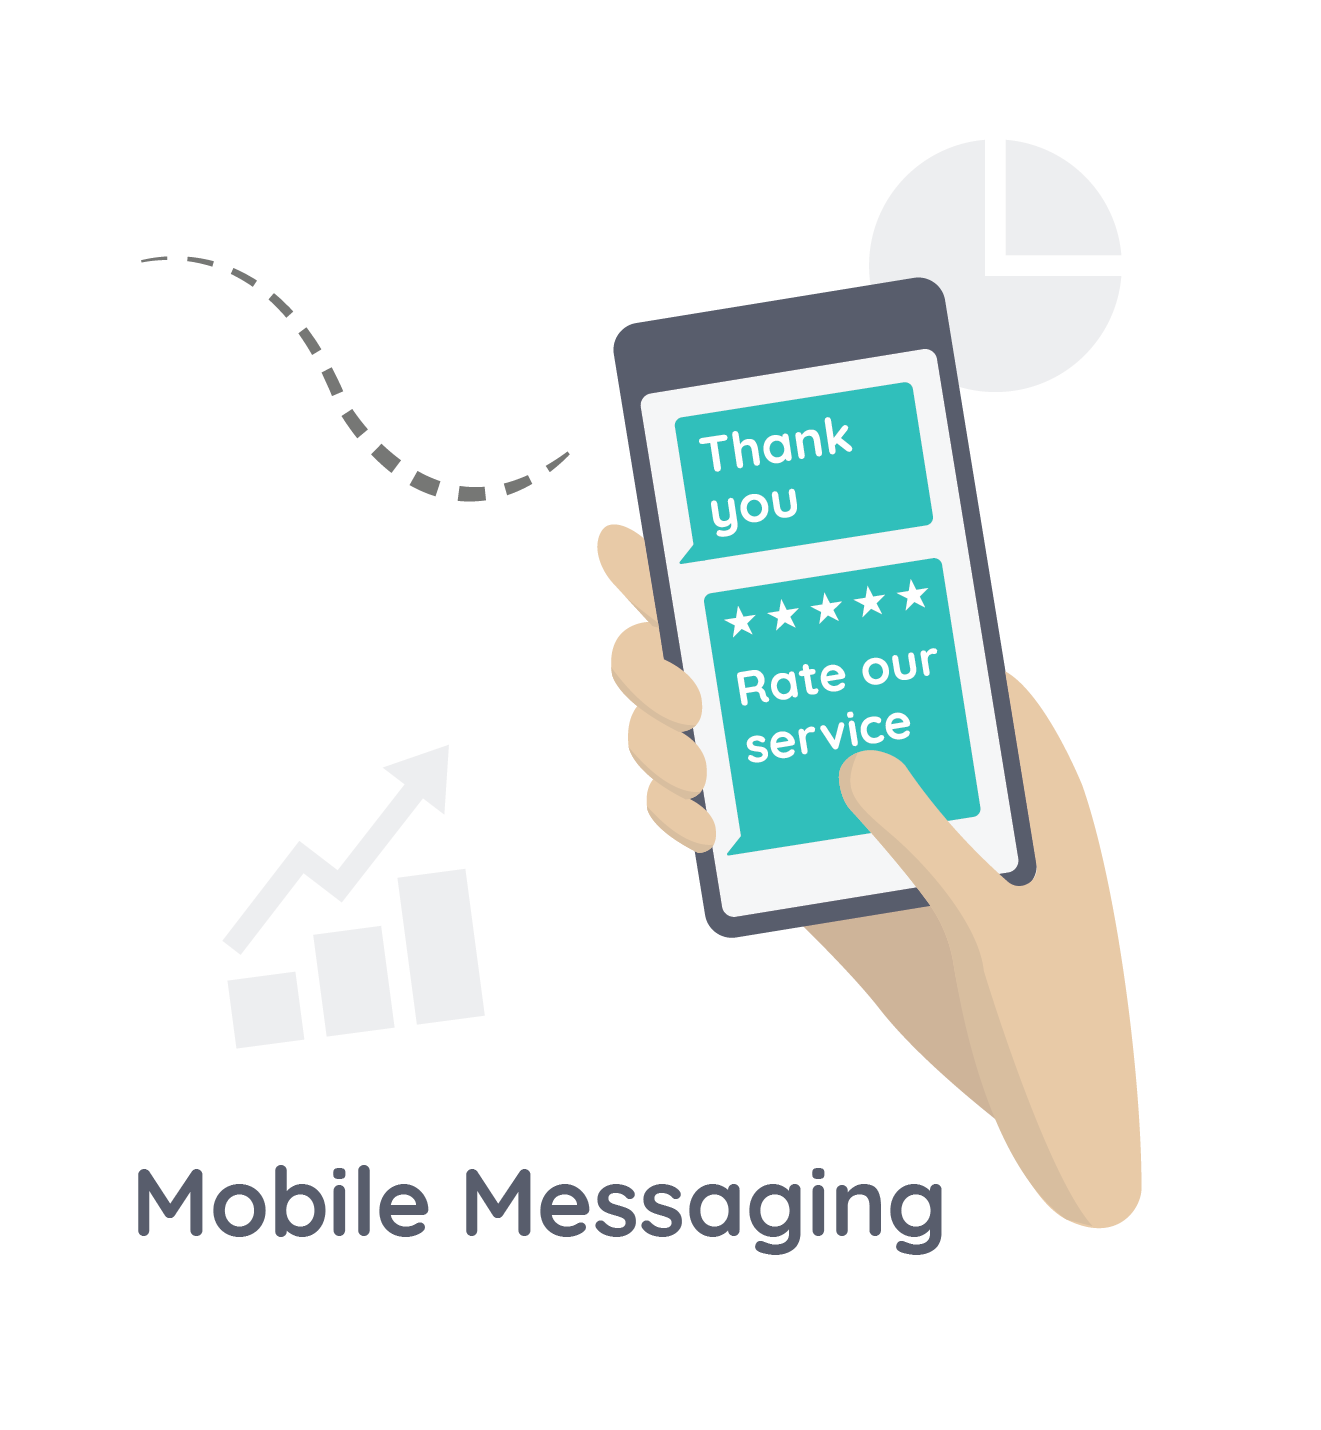 Thank
you
Rate our
service
Mobile Messaging